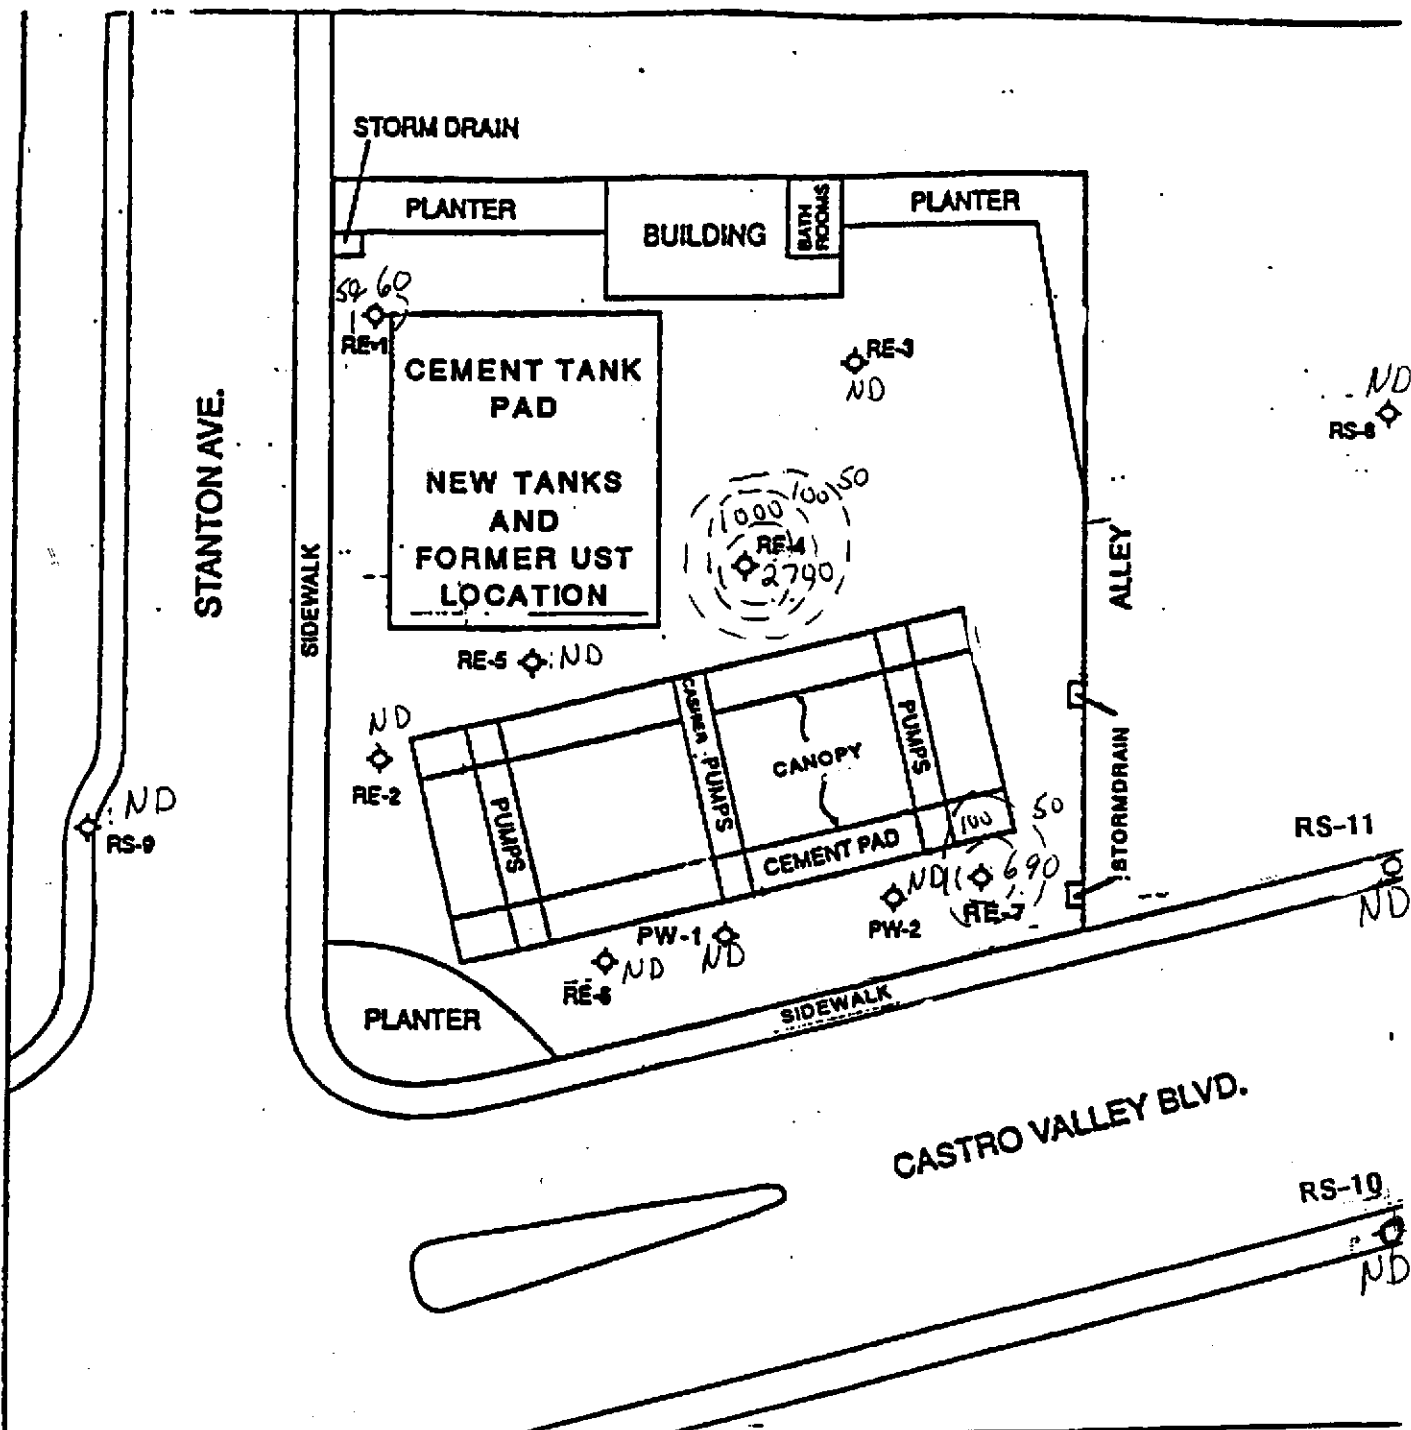 STORM DRAIN
PLANTER
BUILDING
BATH
ROOMS
PLANTER
50 60
RE-1
CEMENT TANK
PAD
NEW TANKS
AND
FORMER UST
LOCATION
RE-3
ND
ND
RS-8
STANTON AVE.
SIDEWALK
1000 100 50
RE-4
2790
ALLEY
RE-5 ND
ND
RE-2
ND
RS-9
PUMPS
CASHIER PUMPS
CANOPY
PUMPS
CEMENT PAD
100 50
STORMDRAIN
RS-11
ND
ND 690
PW-2 RE-7
PW-1 ND
RE-6 ND
PLANTER
SIDEWALK
CASTRO VALLEY BLVD.
RS-10
ND